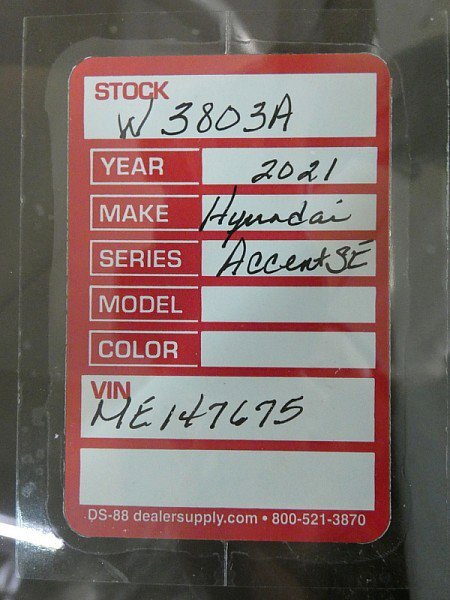 STOCK
W 3803A
YEAR 2021
MAKE Hyundai
SERIES Accent SE
MODEL
COLOR
VIN
ME147675
DS-88 dealersupply.com • 800-521-3870